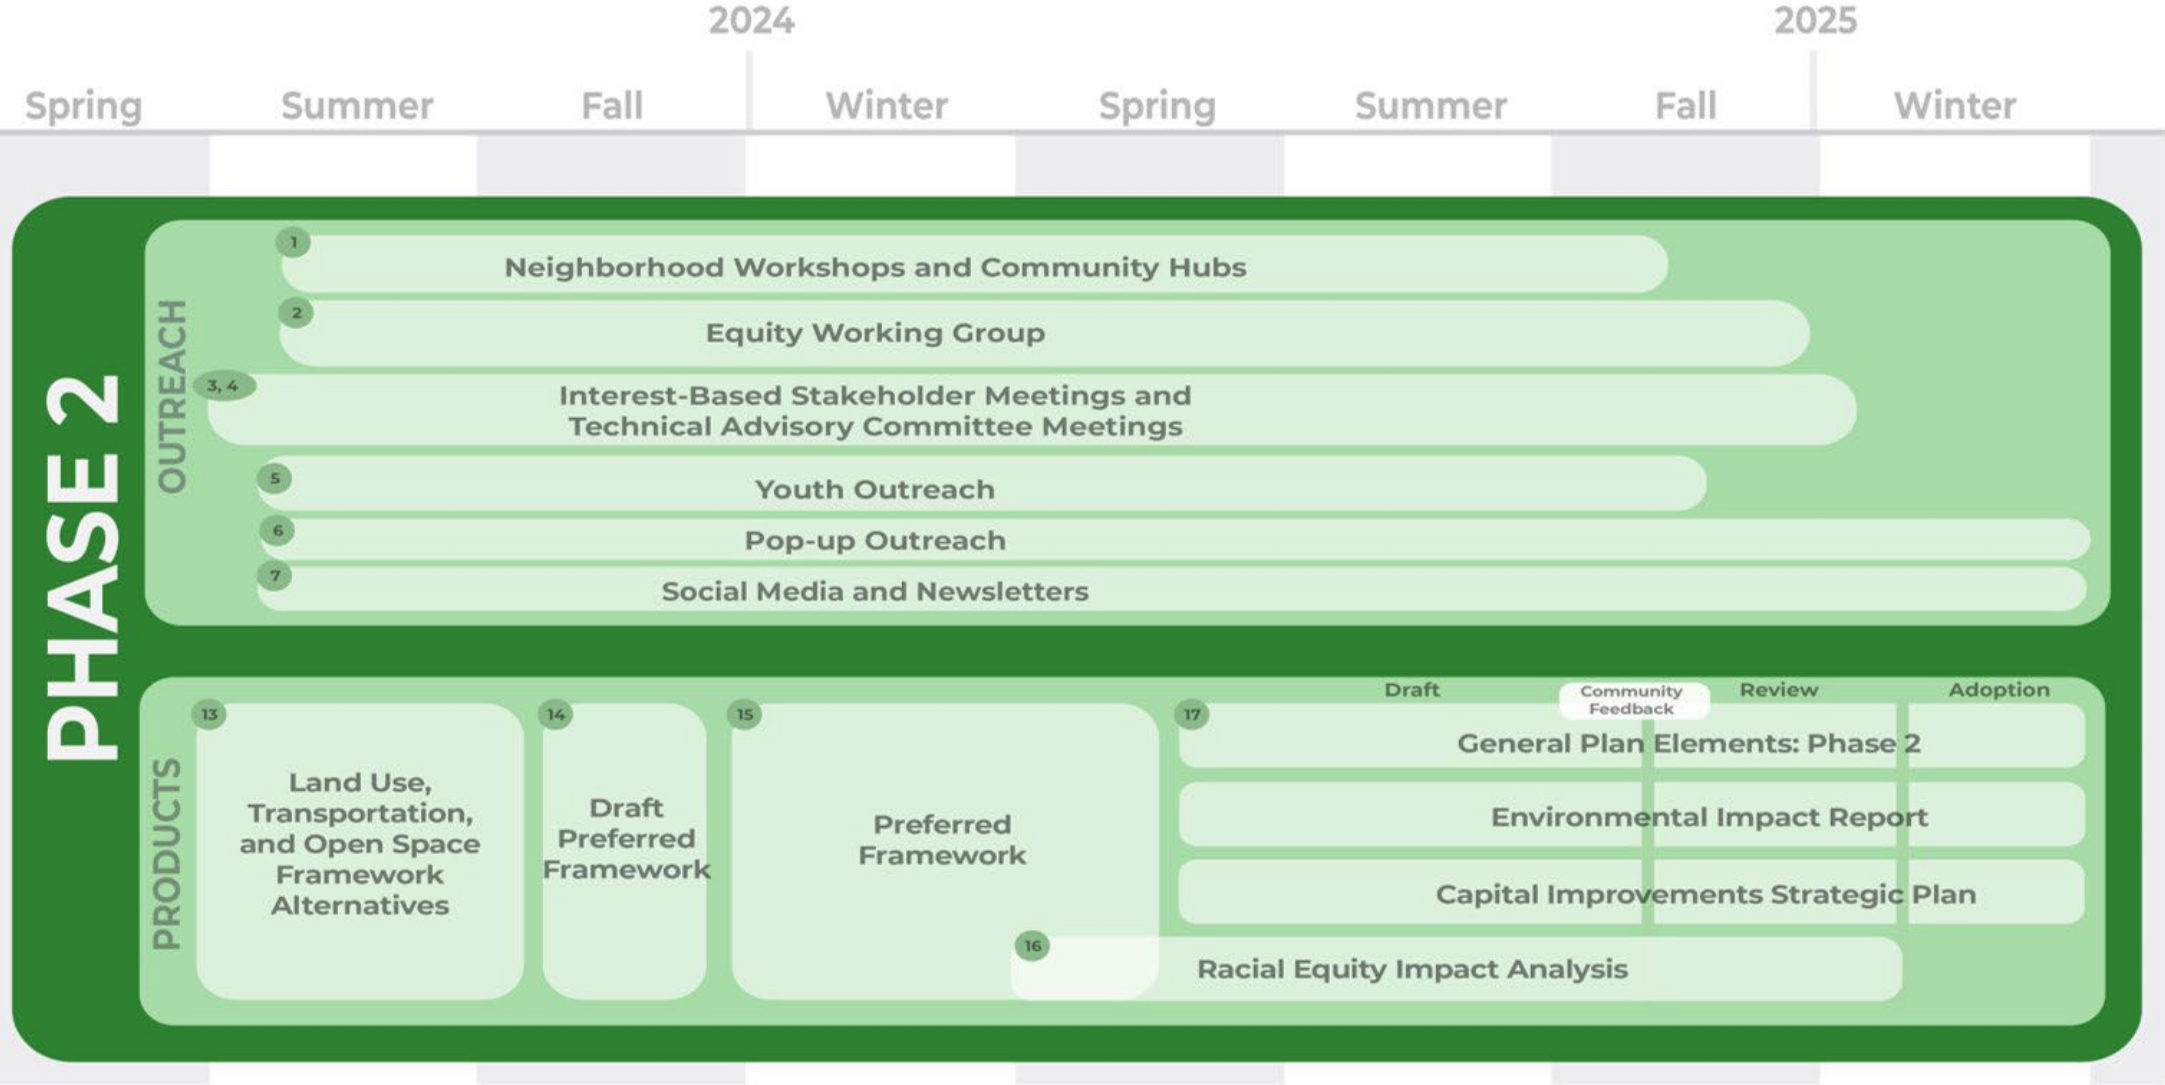 2024
2025
Spring
Summer
Fall
Winter
Spring
Summer
Fall
Winter
PHASE 2
OUTREACH
1
Neighborhood Workshops and Community Hubs
2
Equity Working Group
3, 4
Interest-Based Stakeholder Meetings and
Technical Advisory Committee Meetings
5
Youth Outreach
6
Pop-up Outreach
7
Social Media and Newsletters
PRODUCTS
13
Land Use,
Transportation,
and Open Space
Framework
Alternatives
14
Draft
Preferred
Framework
15
Preferred
Framework
16
Racial Equity Impact Analysis
17
Draft
Community
Feedback
Review
Adoption
General Plan Elements: Phase 2
Environmental Impact Report
Capital Improvements Strategic Plan